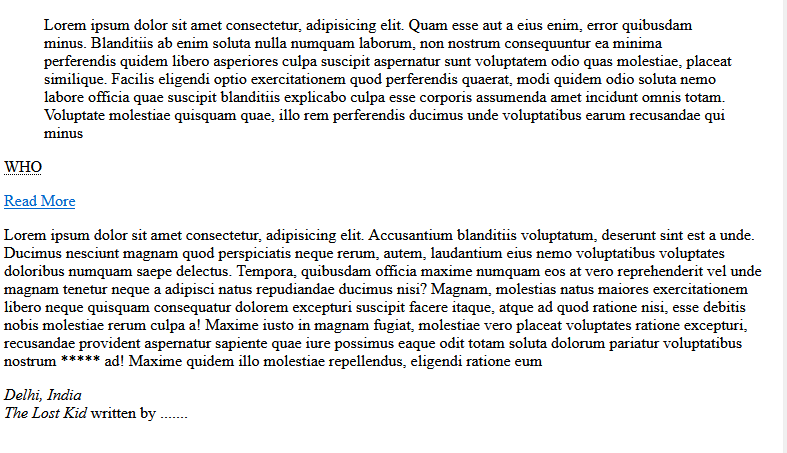 Lorem ipsum dolor sit amet consectetur, adipisicing elit. Quam esse aut a eius enim, error quibusdam
minus. Blanditiis ab enim soluta nulla numquam laborum, non nostrum consequuntur ea minima
perferendis quidem libero asperiores culpa suscipit aspernatur sunt voluptatem odio quas molestiae, placeat
similique. Facilis eligendi optio exercitationem quod perferendis quaerat, modi quidem odio soluta nemo
labore officia quae suscipit blanditiis explicabo culpa esse corporis assumenda amet incidunt omnis totam.
Voluptate molestiae quisquam quae, illo rem perferendis ducimus unde voluptatibus earum recusandae qui
minus
WHO
Read More
Lorem ipsum dolor sit amet consectetur, adipisicing elit. Accusantium blanditiis voluptatum, deserunt sint est a unde.
Ducimus nesciunt magnam quod perspiciatis neque rerum, autem, laudantium eius nemo voluptatibus voluptates
doloribus numquam saepe delectus. Tempora, quibusdam officia maxime numquam eos at vero reprehenderit vel unde
magnam tenetur neque a adipisci natus repudiandae ducimus nisi? Magnam, molestias natus maiores exercitationem
libero neque quisquam consequatur dolorem excepturi suscipit facere itaque, atque ad quod ratione nisi, esse debitis
nobis molestiae rerum culpa a! Maxime iusto in magnam fugiat, molestiae vero placeat voluptates ratione excepturi,
recusandae provident aspernatur sapiente quae iure possimus eaque odit totam soluta dolorum pariatur voluptatibus
nostrum ***** ad! Maxime quidem illo molestiae repellendus, eligendi ratione eum
Delhi, India
The Lost Kid written by .......